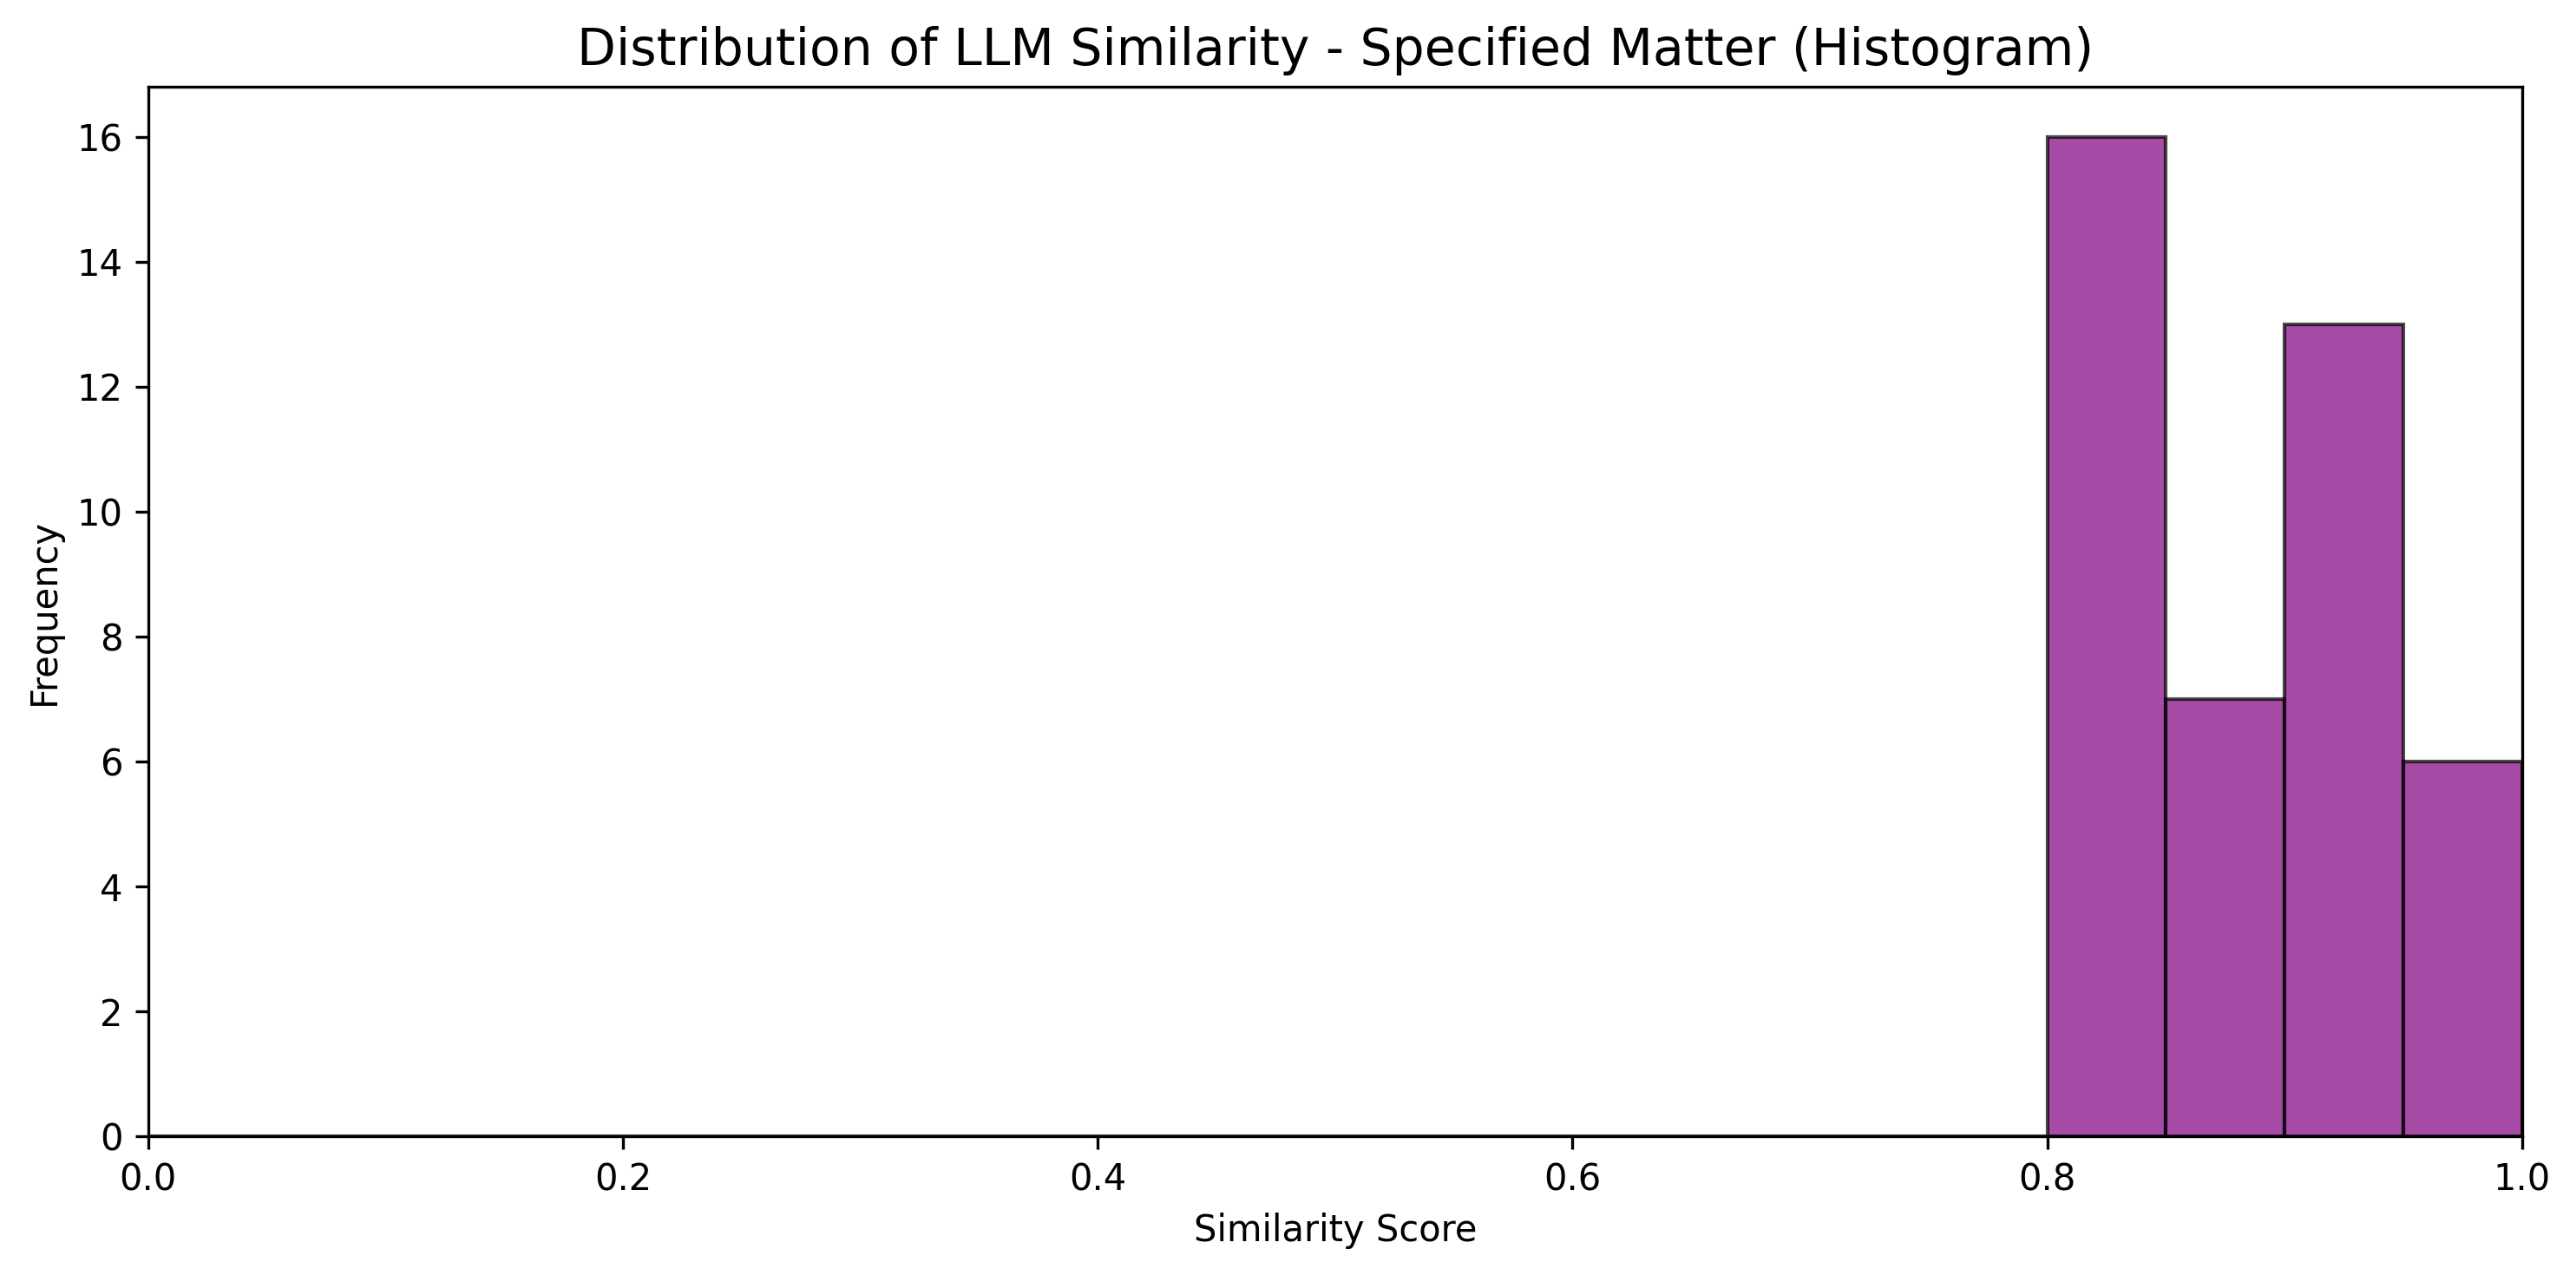 Distribution of LLM Similarity - Specified Matter (Histogram)
16
14
12
10
8
6
4
2
0
Frequency
0.0 0.2 0.4 0.6 0.8 1.0
Similarity Score